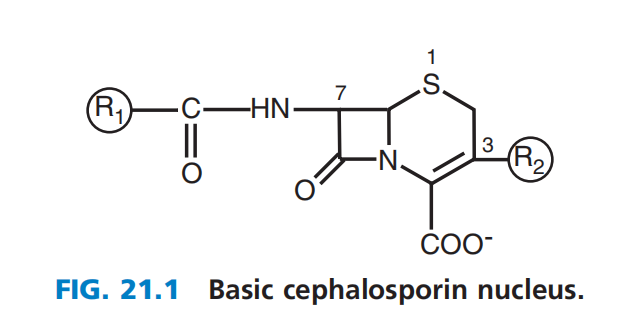 1
S
R1 C HN 7
3 R2
O
O N
COO-
FIG. 21.1 Basic cephalosporin nucleus.